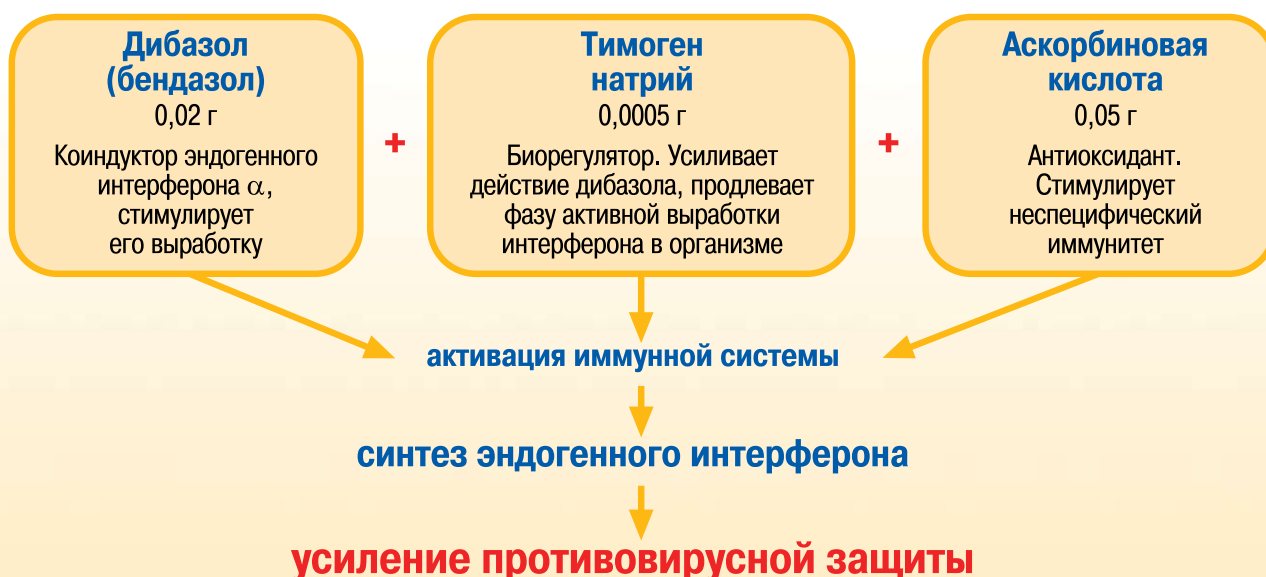 Дибазол
(бендазол)
0,02 г
Коиндуктор эндогенного
интерферона α,
стимулирует
его выработку
+
Тимоген
натрий
0,0005 г
Биорегулятор. Усиливает
действие дибазола, продлевает
фазу активной выработки
интерферона в организме
+
Аскорбиновая
кислота
0,05 г
Антиоксидант.
Стимулирует
неспецифический
иммунитет
активация иммунной системы
синтез эндогенного интерферона
усиление противовирусной защиты